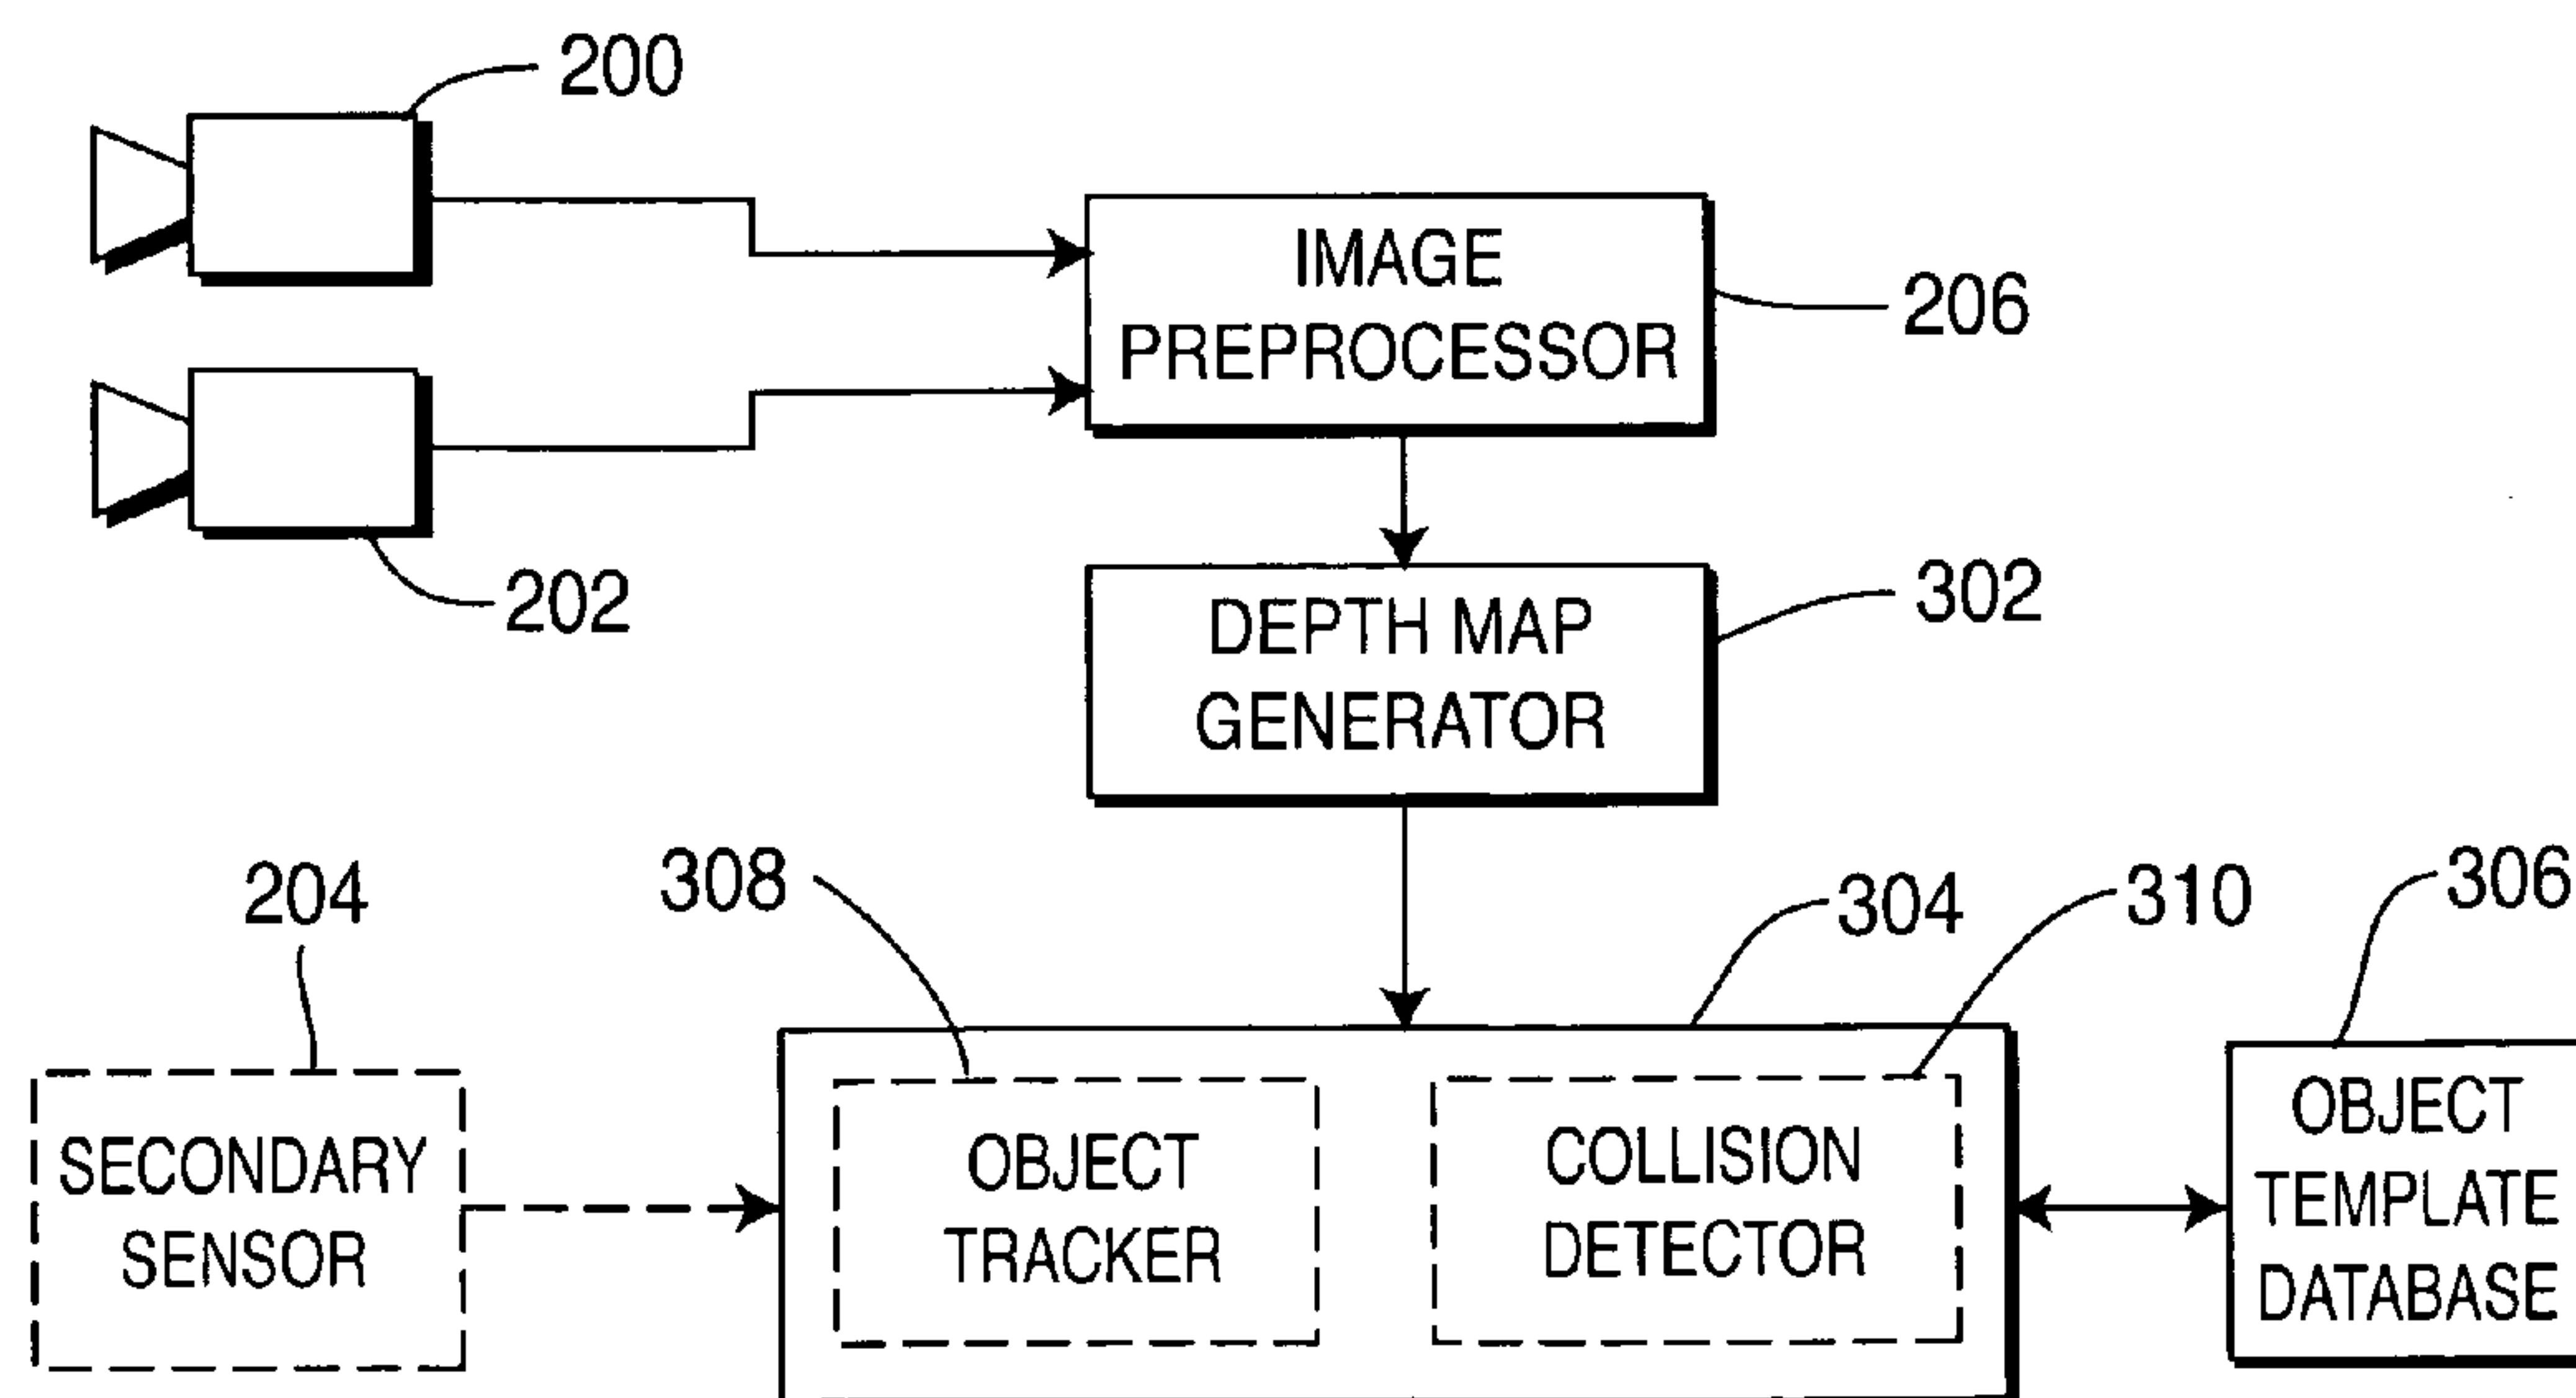 200
IMAGE
PREPROCESSOR
206
202
DEPTH MAP
GENERATOR
302
204
308
304
310
306
SECONDARY
SENSOR
OBJECT
TRACKER
COLLISION
DETECTOR
OBJECT
TEMPLATE
DATABASE